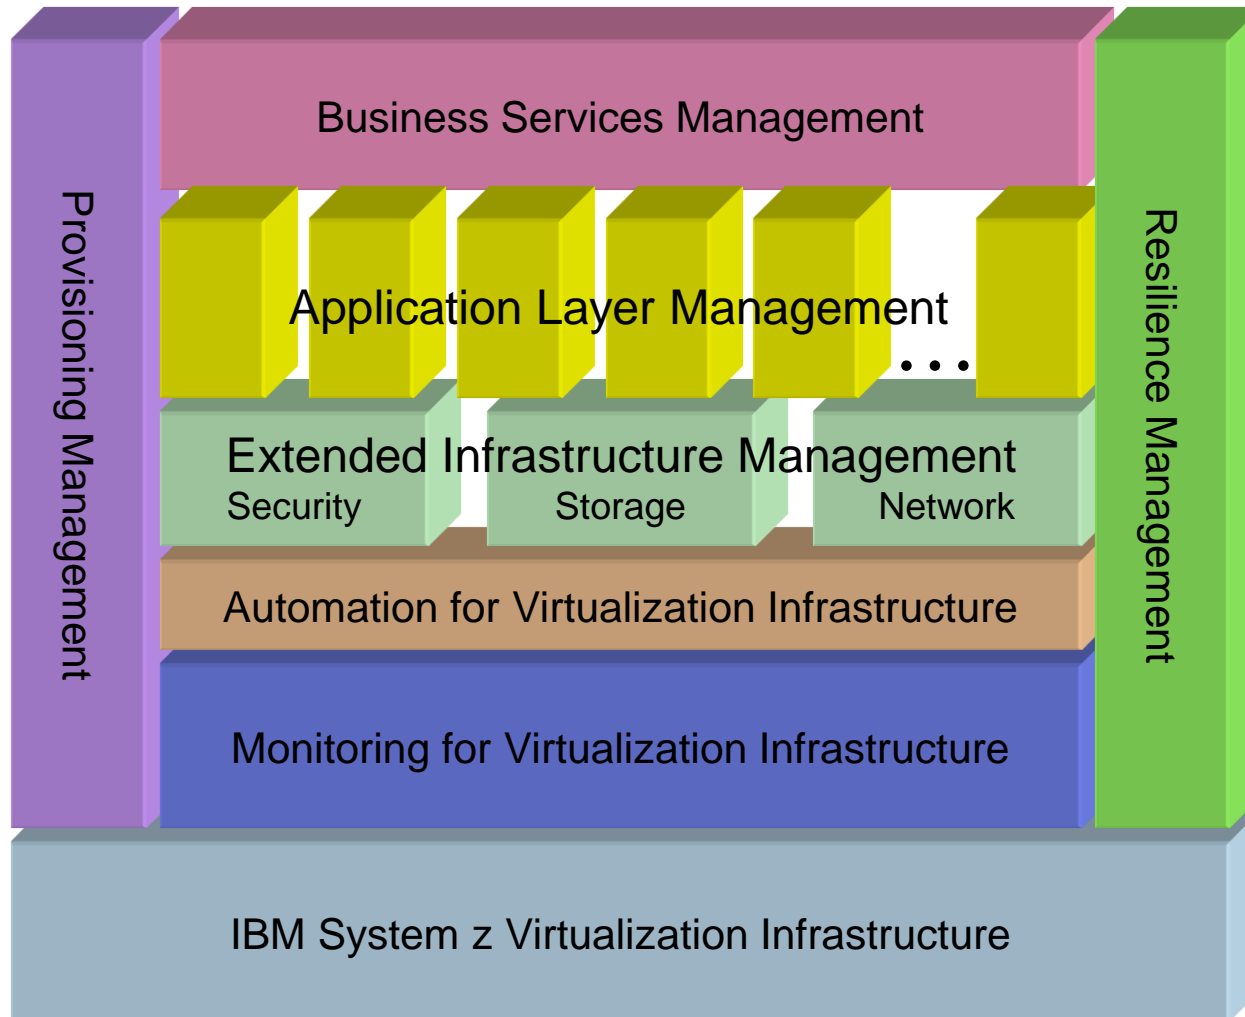 Business Services Management
Provisioning Management
Resilience Management
Application Layer Management
...
Extended Infrastructure Management
Security Storage Network
Automation for Virtualization Infrastructure
Monitoring for Virtualization Infrastructure
IBM System z Virtualization Infrastructure